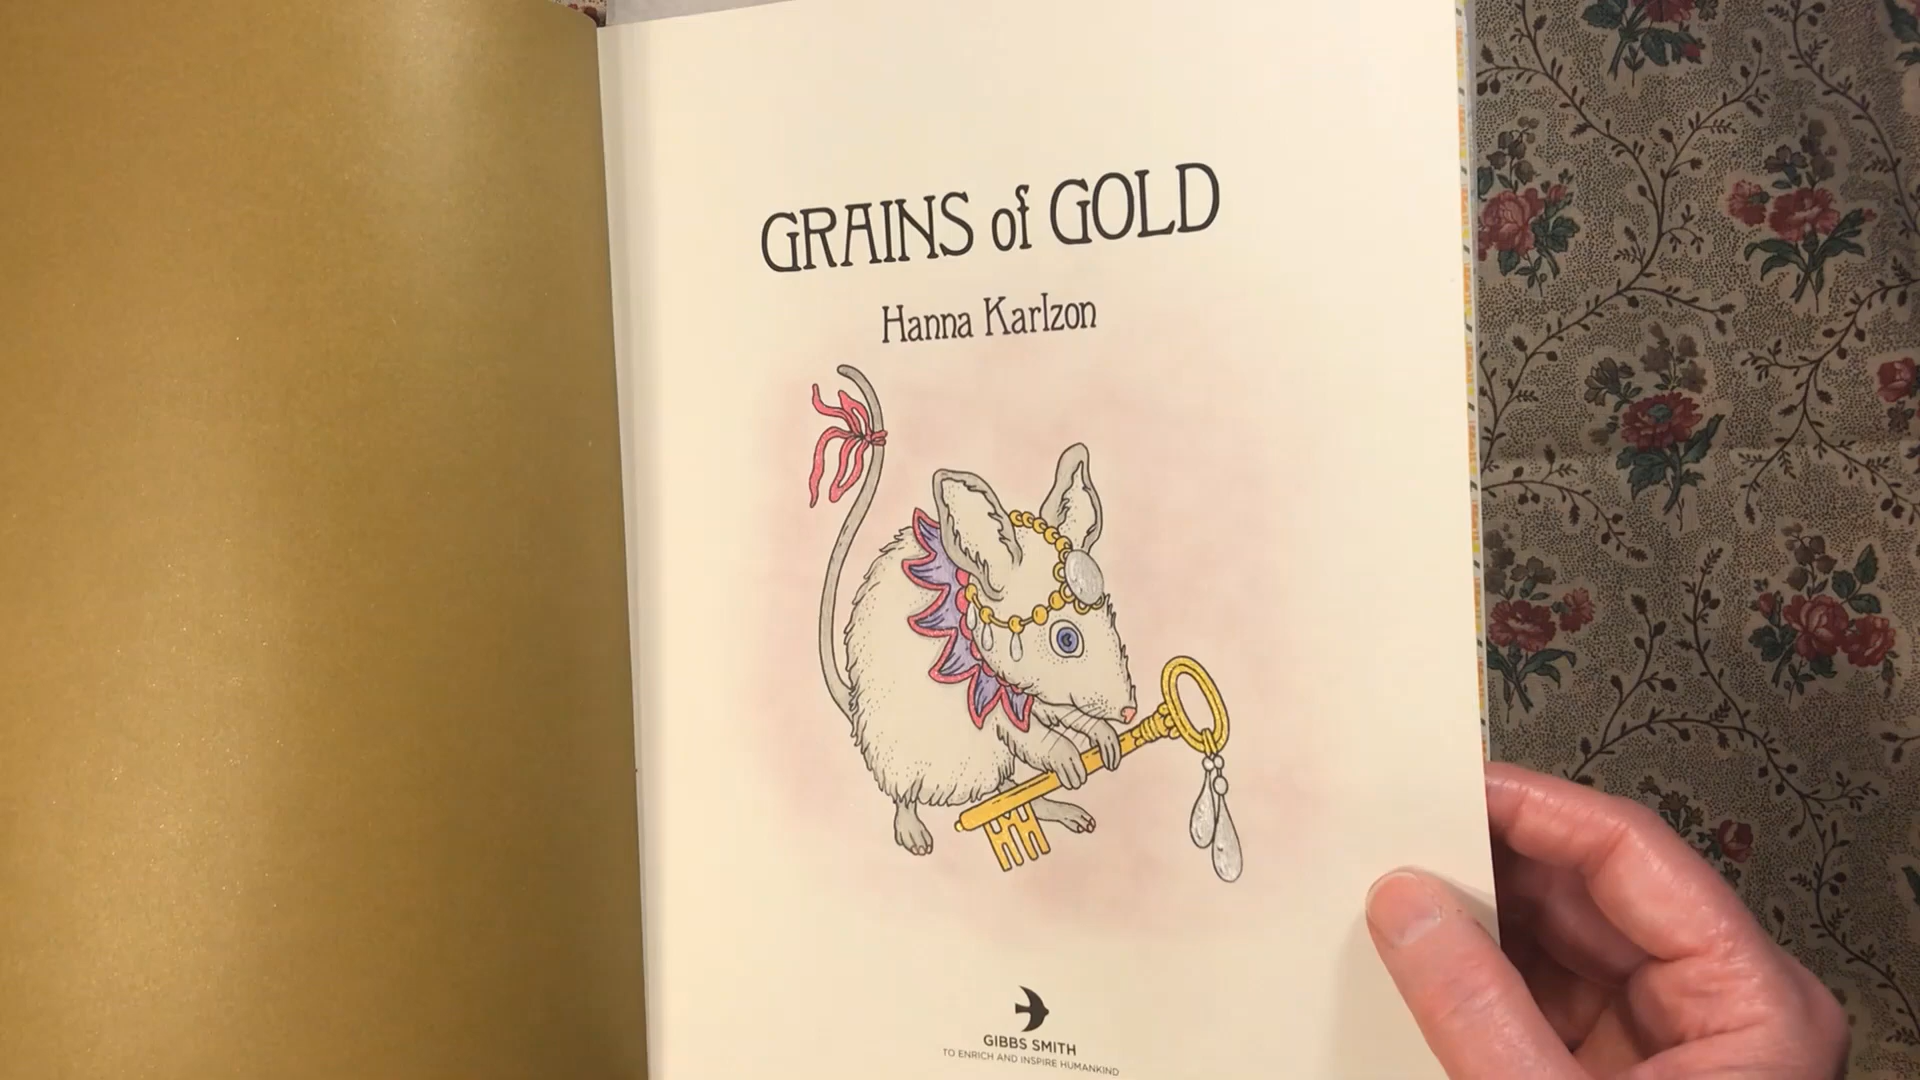 GRAINS of GOLD
Hanna Karlzon
GIBBS SMITH
TO ENRICH AND INSPIRE HUMANKIND